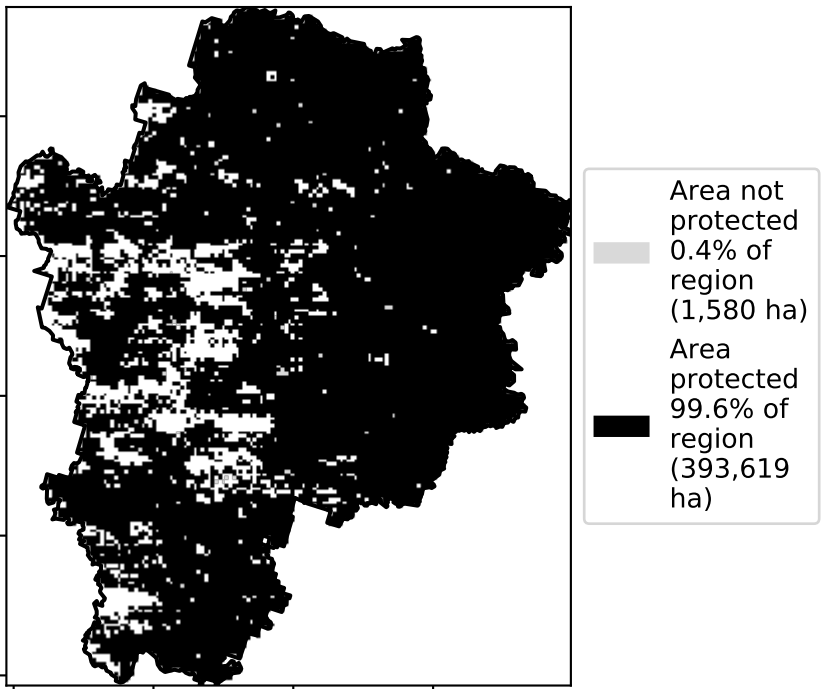 Area not
protected
0.4% of
region
(1,580 ha)
Area
protected
99.6% of
region
(393,619
ha)